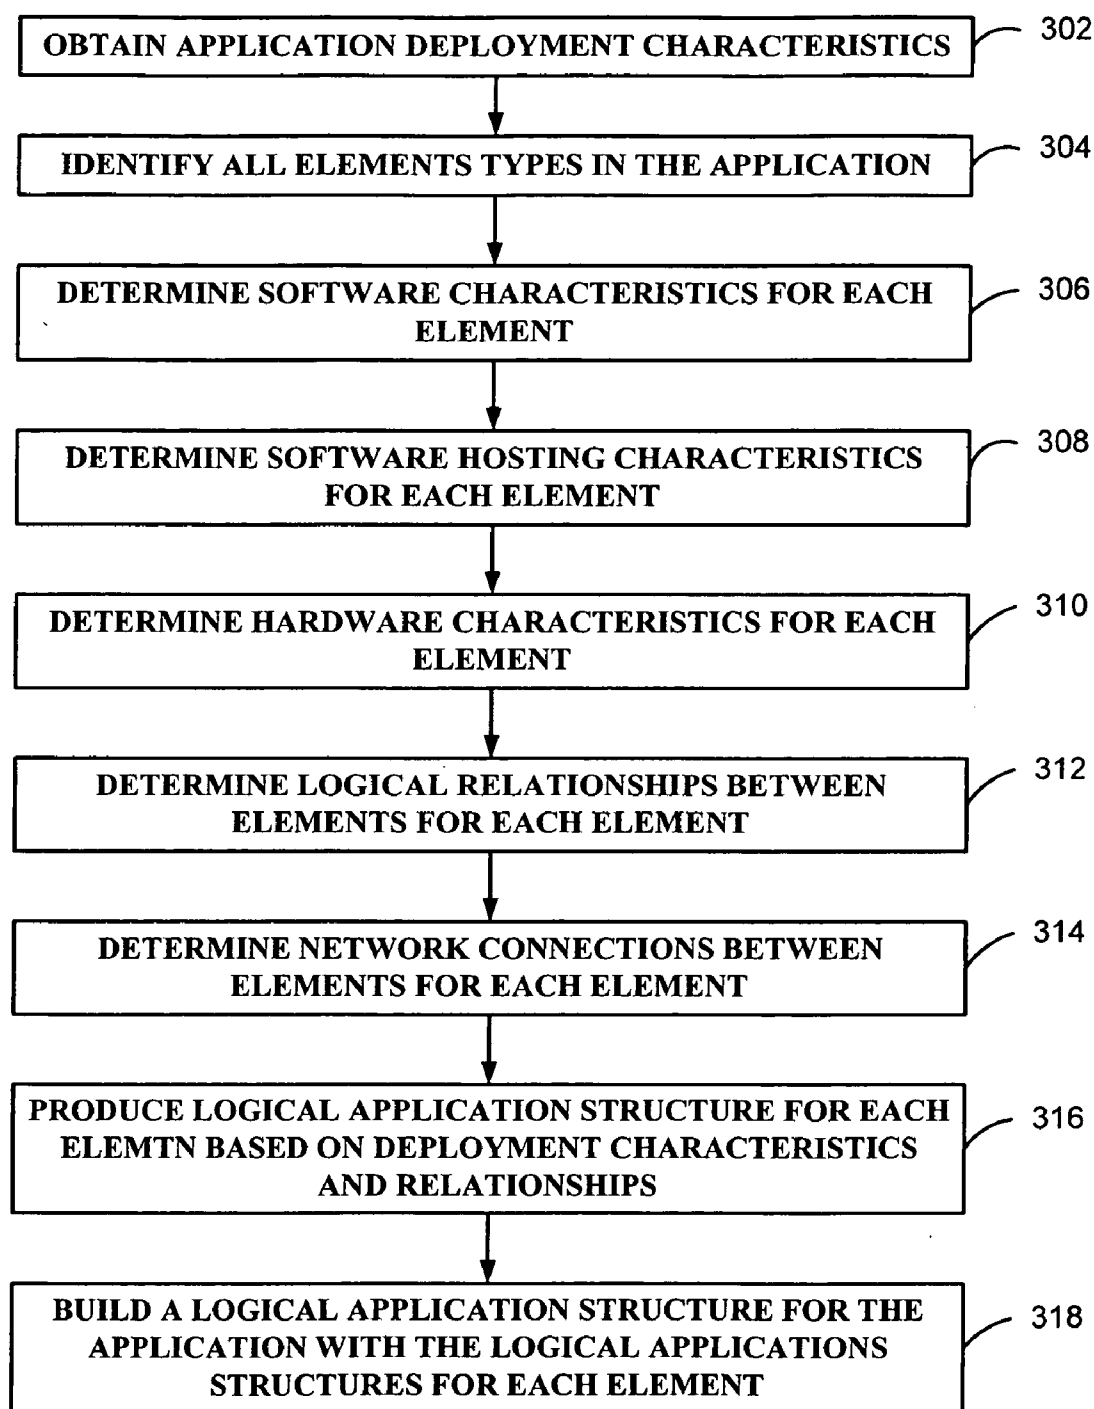 OBTAIN APPLICATION DEPLOYMENT CHARACTERISTICS
302
IDENTIFY ALL ELEMENTS TYPES IN THE APPLICATION
304
DETERMINE SOFTWARE CHARACTERISTICS FOR EACH
ELEMENT
306
DETERMINE SOFTWARE HOSTING CHARACTERISTICS
FOR EACH ELEMENT
308
DETERMINE HARDWARE CHARACTERISTICS FOR EACH
ELEMENT
310
DETERMINE LOGICAL RELATIONSHIPS BETWEEN
ELEMENTS FOR EACH ELEMENT
312
DETERMINE NETWORK CONNECTIONS BETWEEN
ELEMENTS FOR EACH ELEMENT
314
PRODUCE LOGICAL APPLICATION STRUCTURE FOR EACH
ELEMTN BASED ON DEPLOYMENT CHARACTERISTICS
AND RELATIONSHIPS
316
BUILD A LOGICAL APPLICATION STRUCTURE FOR THE
APPLICATION WITH THE LOGICAL APPLICATIONS
STRUCTURES FOR EACH ELEMENT
318